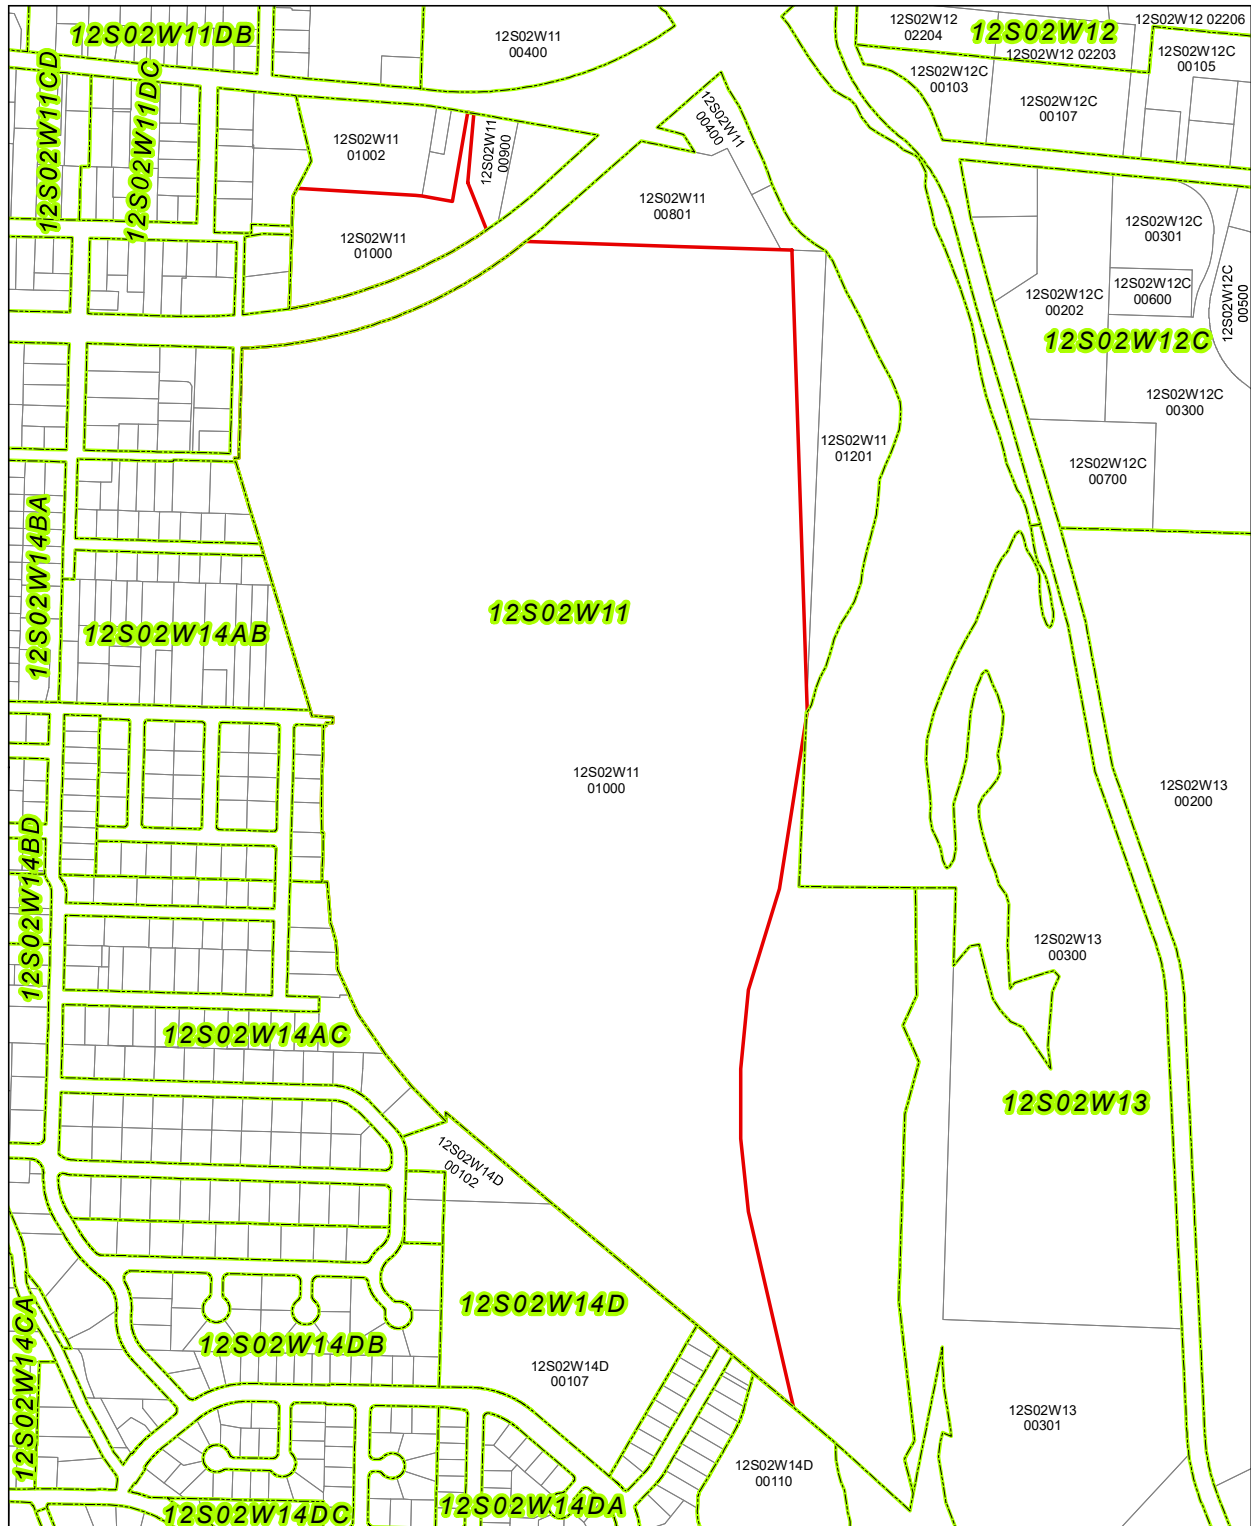 12S02W11DB
12S02W11
00400
12S02W12
02204
12S02W12
12S02W12 02206
12S02W12 02203
12S02W12C
00105
12S02W12C
00103
12S02W12C
00107
12S02W11CD
12S02W11DC
12S02W11
01002
12S02W11
00900
12S02W11
00400
12S02W11
00801
12S02W11
01000
12S02W12C
00301
12S02W12C
00202
12S02W12C
00600
12S02W12C
00500
12S02W12C
12S02W12C
00300
12S02W11
01201
12S02W12C
00700
12S02W14BA
12S02W14AB
12S02W11
12S02W11
01000
12S02W13
00200
12S02W14BD
12S02W13
00300
12S02W14AC
12S02W13
12S02W14D
00102
12S02W14D
12S02W14CA
12S02W14DB
12S02W14D
00107
12S02W13
00301
12S02W14D
00110
12S02W14DC
12S02W14DA